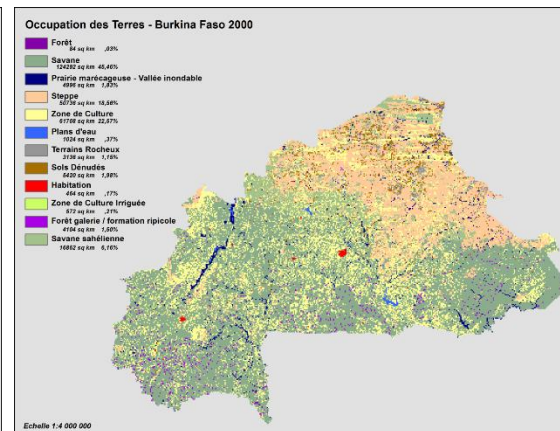 Occupation des Terres - Burkina Faso 2000
Forêt
84 sq km ,03%
Savane
124292 sq km 45,46%
Prairie marécageuse - Vallée inondable
4996 sq km 1,83%
Steppe
50736 sq km 18,56%
Zone de Culture
61708 sq km 22,57%
Plans d'eau
1024 sq km ,37%
Terrains Rocheux
3136 sq km 1,15%
Sols Dénudés
5400 sq km 1,98%
Habitation
464 sq km ,17%
Zone de Culture Irriguée
572 sq km ,21%
Forêt galerie / formation ripicole
4104 sq km 1,50%
Savane sahélienne
16862 sq km 6,16%
Echelle 1:4 000 000